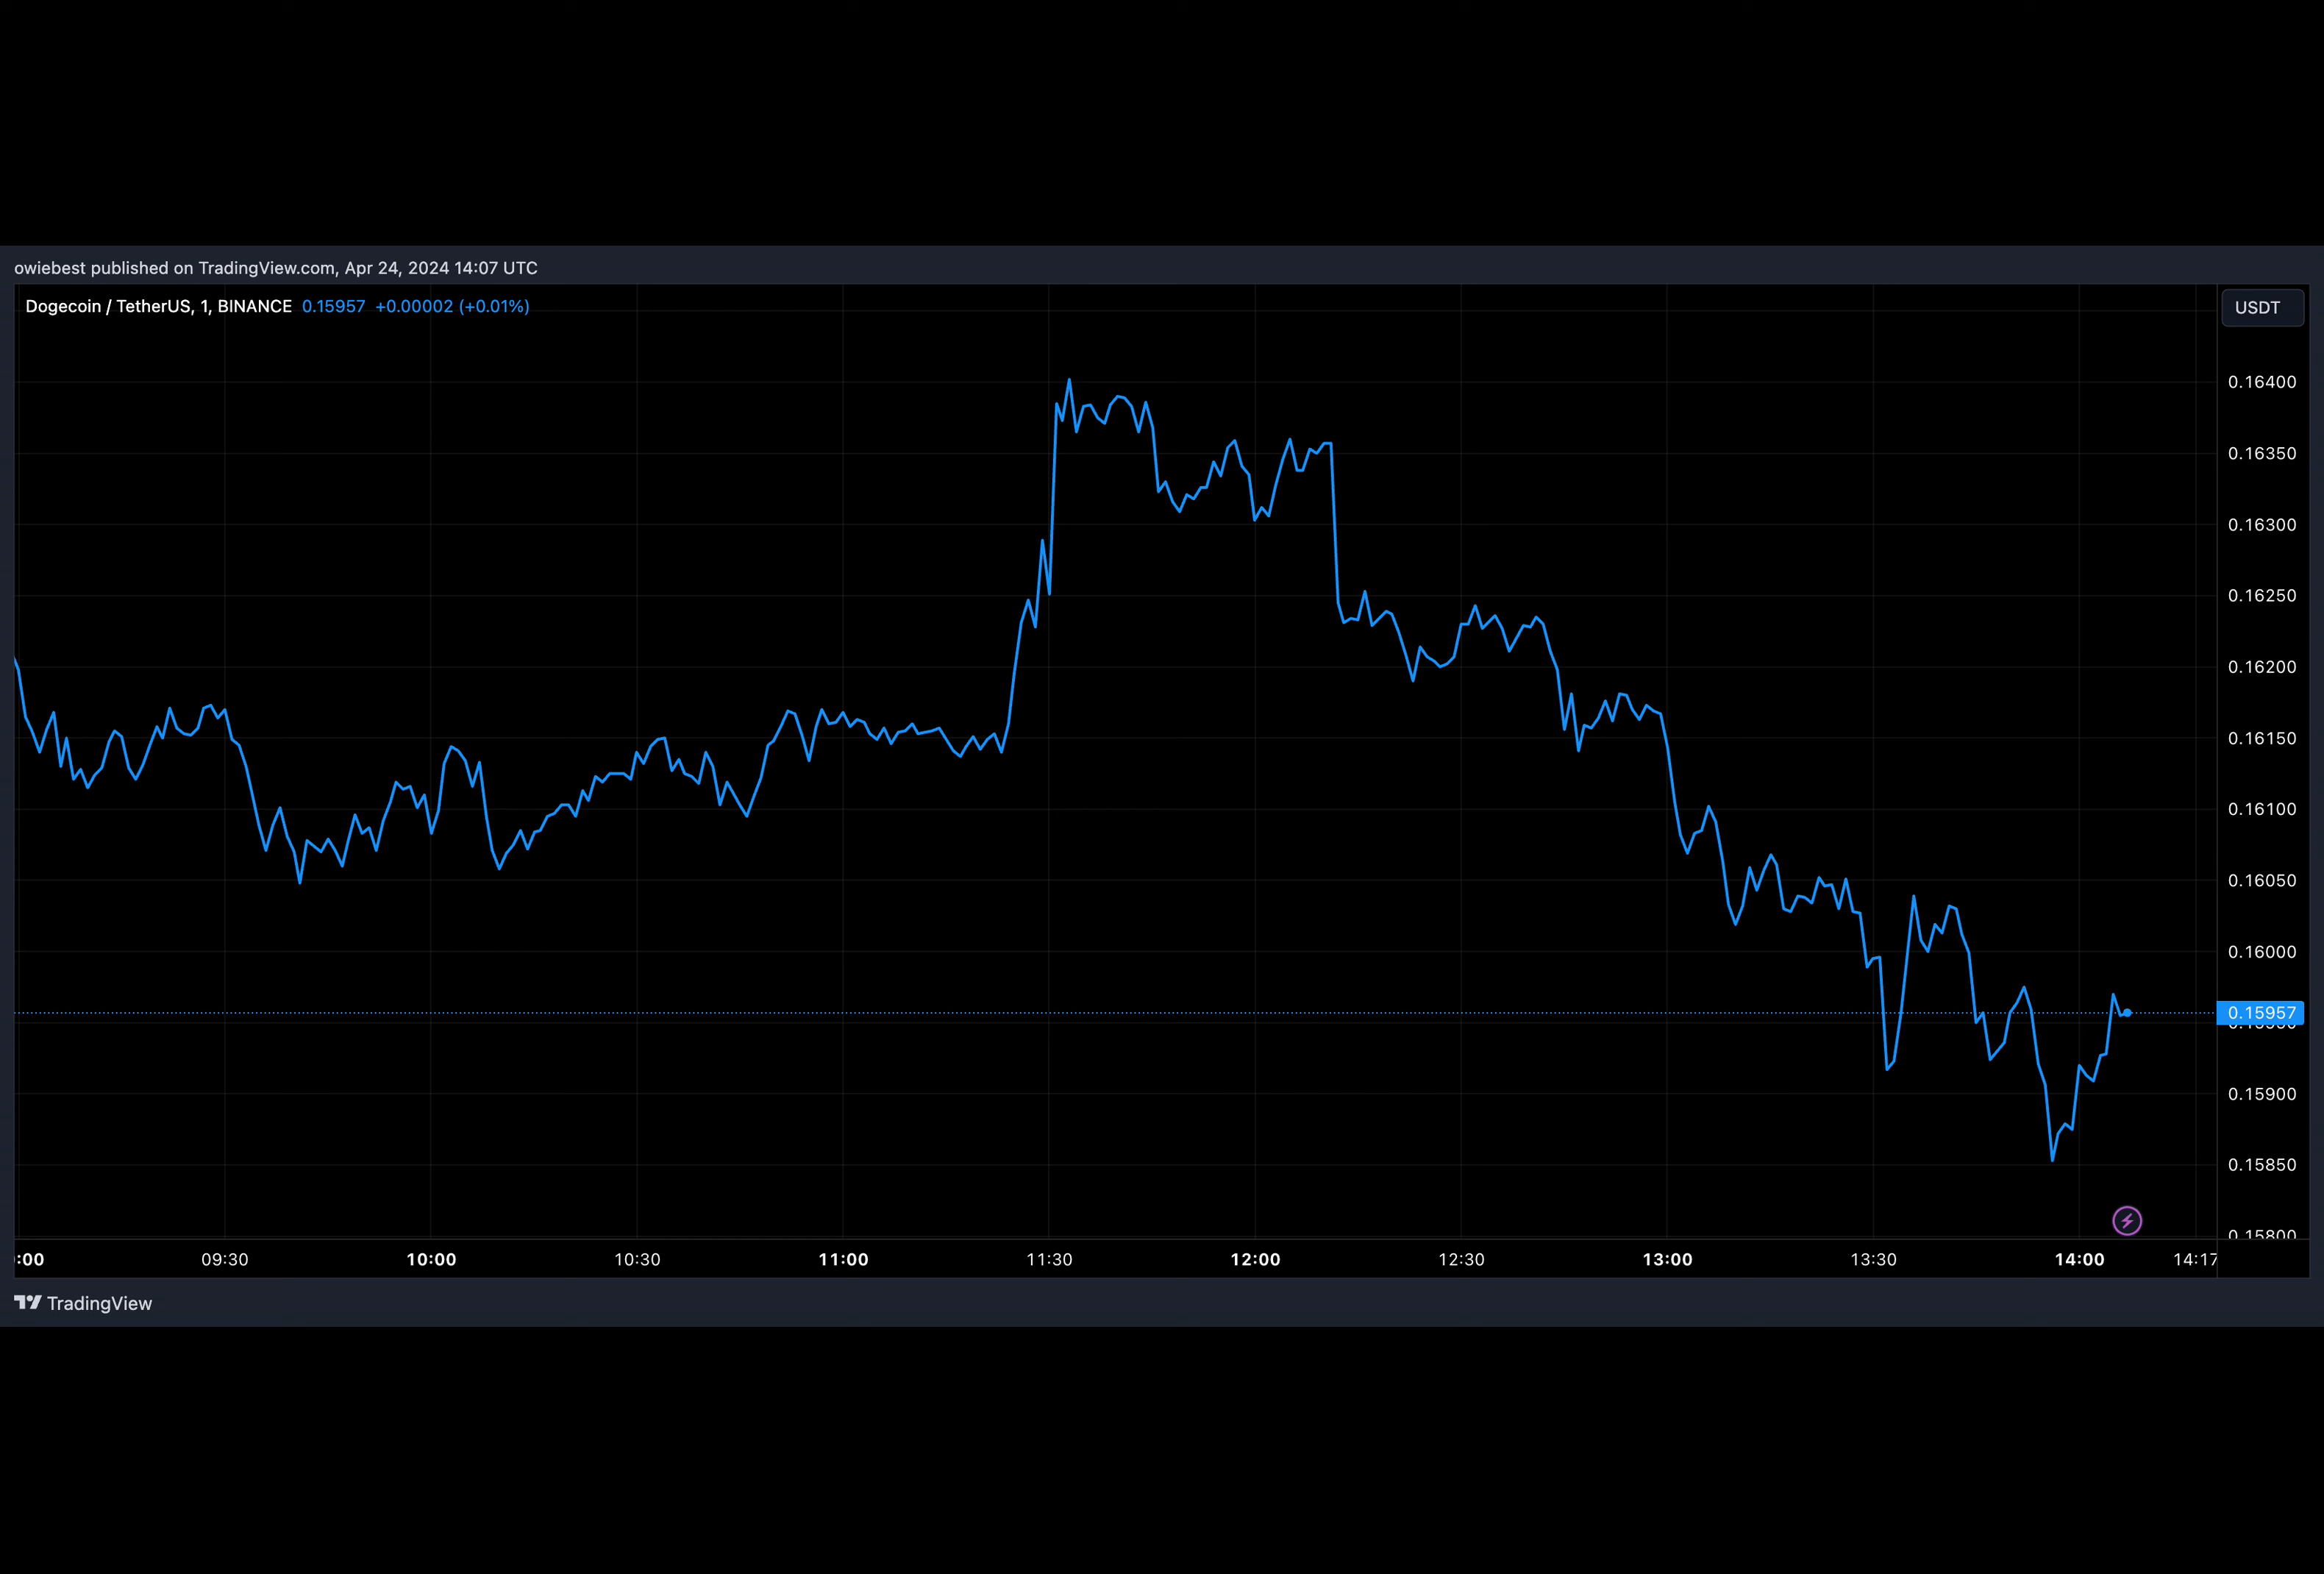 owiebest published on TradingView.com, Apr 24, 2024 14:07 UTC
Dogecoin / TetherUS, 1, BINANCE 0.15957 +0.00002 (+0.01%)
USDT
0.16400
0.16350
0.16300
0.16250
0.16200
0.16150
0.16100
0.16050
0.16000
0.15957
0.15900
0.15850
0.15800
:00 09:30 10:00 10:30 11:00 11:30 12:00 12:30 13:00 13:30 14:00 14:17
TradingView